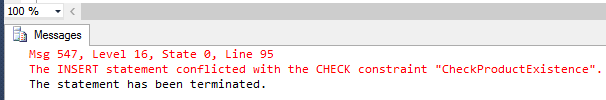 100 %
Messages
Msg 547, Level 16, State 0, Line 95
The INSERT statement conflicted with the CHECK constraint "CheckProductExistence".
The statement has been terminated.